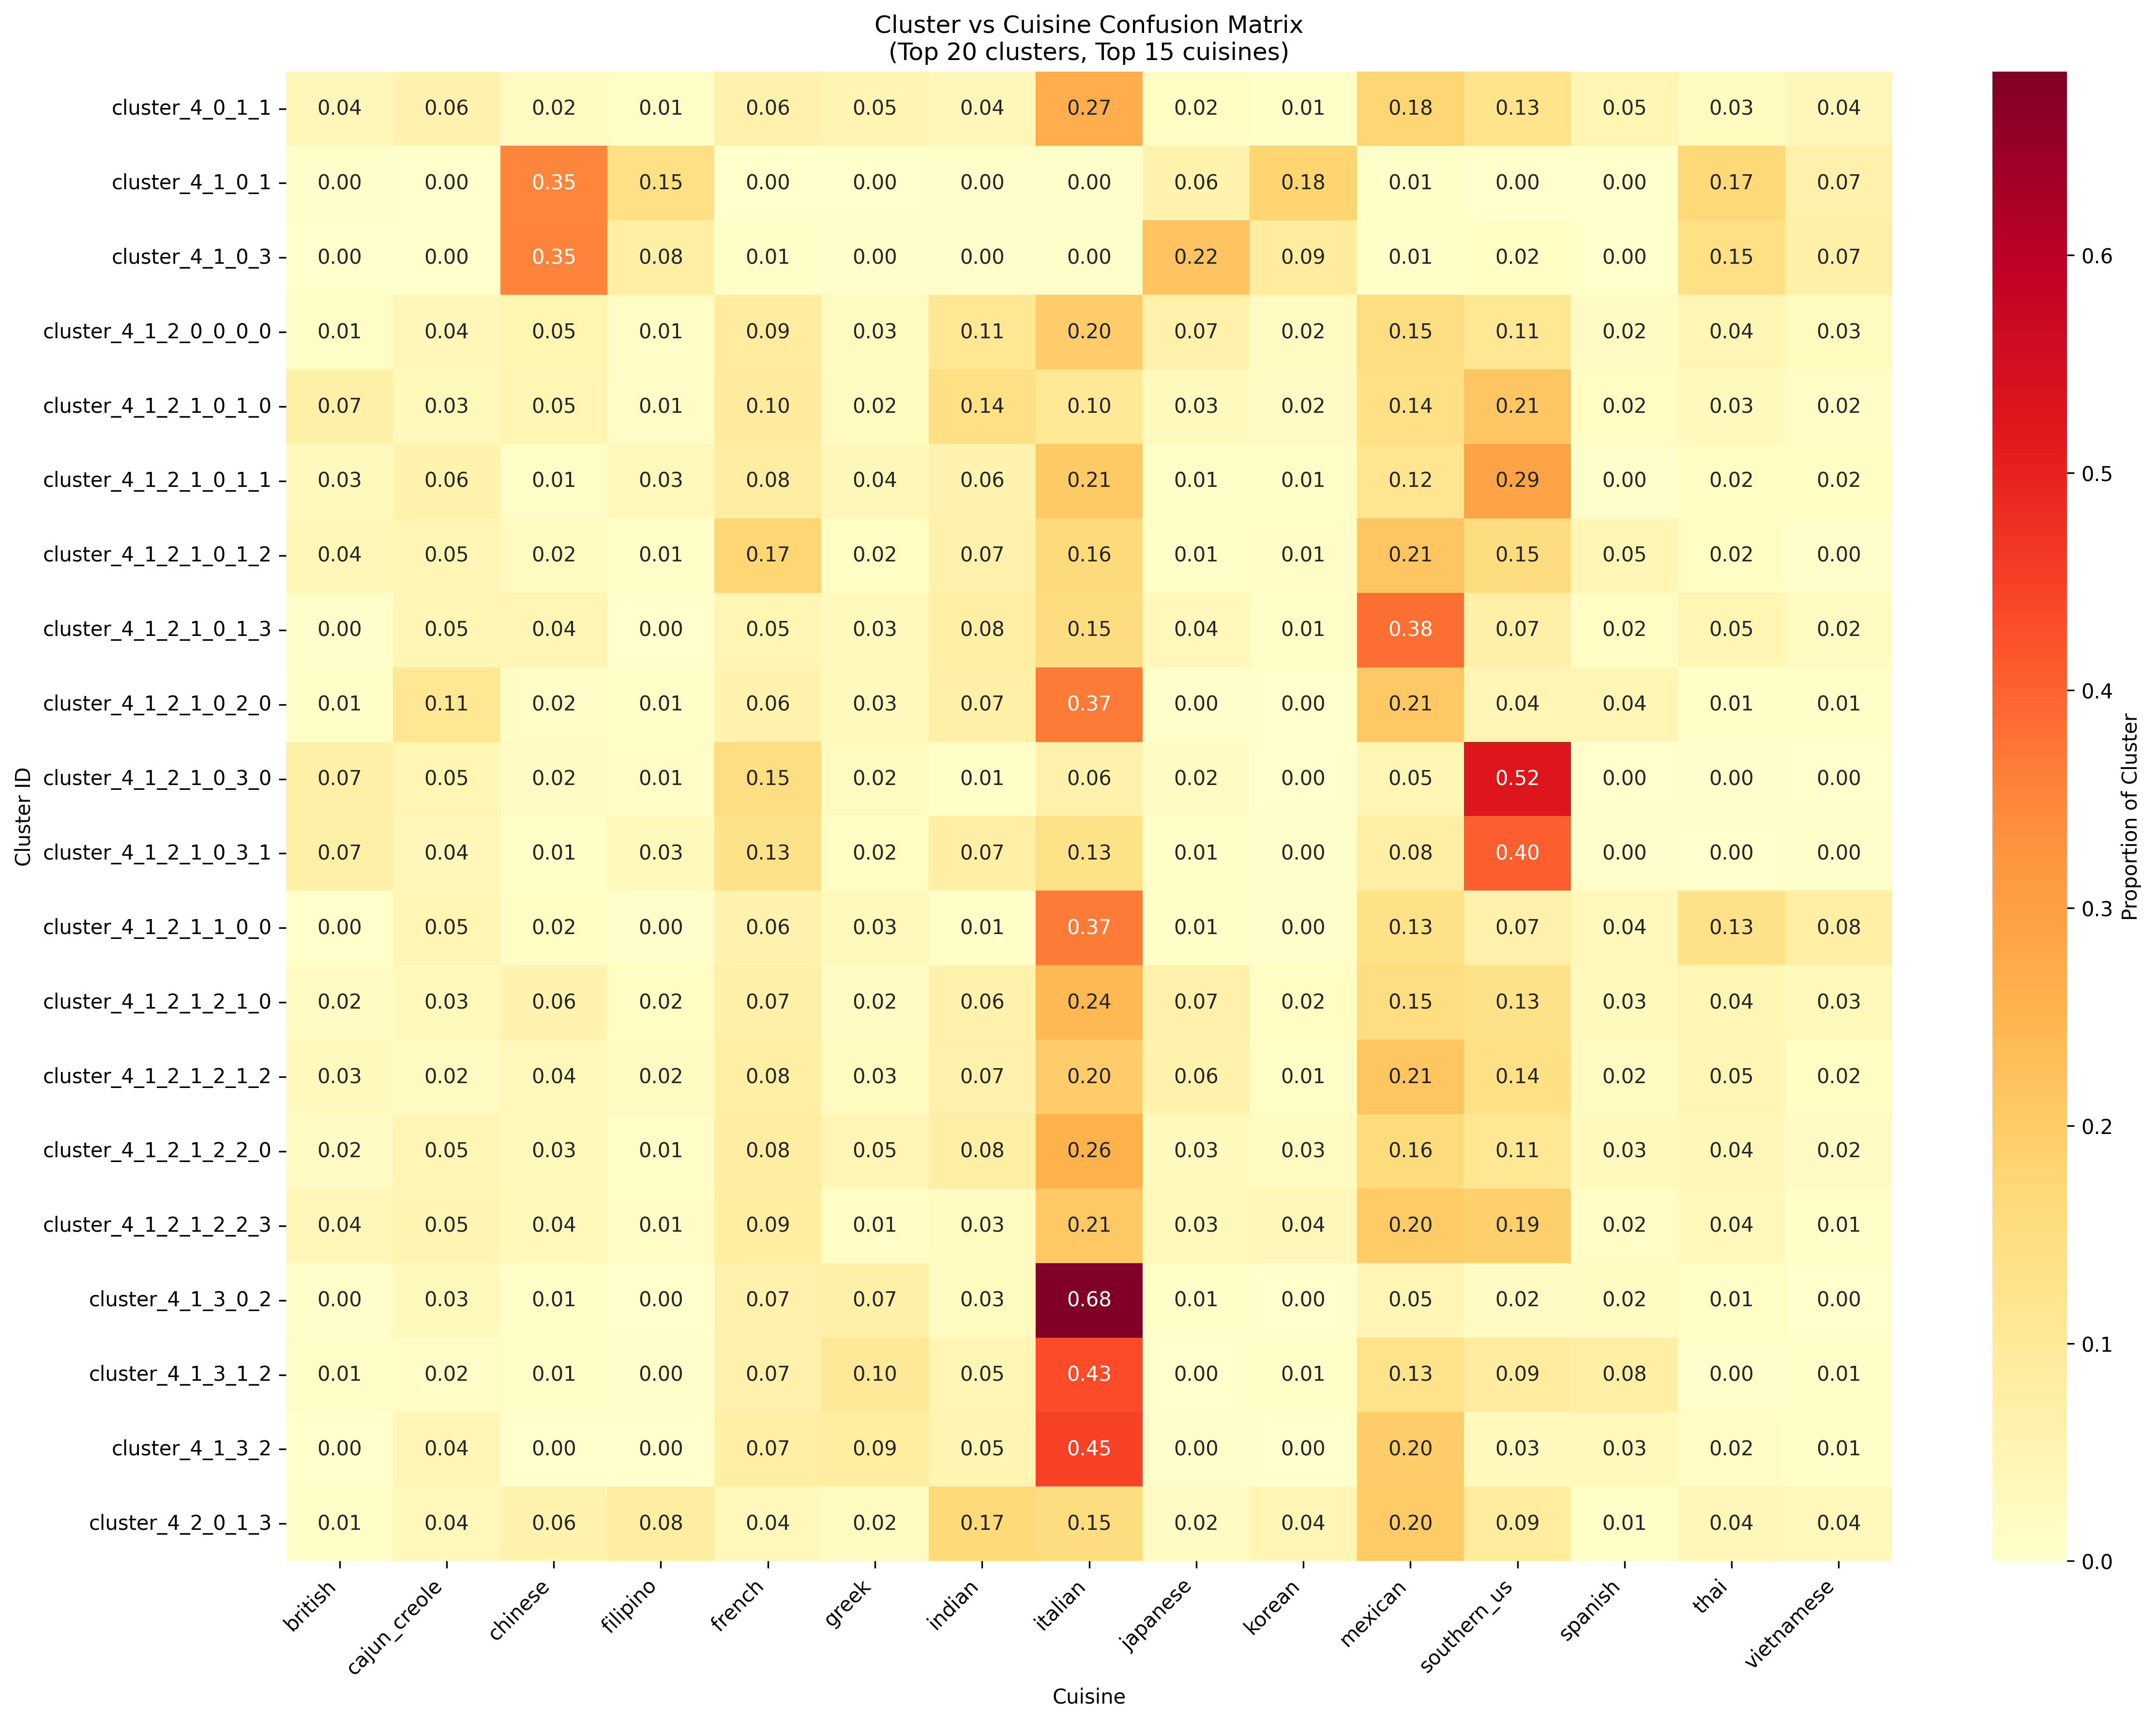 Cluster vs Cuisine Confusion Matrix
(Top 20 clusters, Top 15 cuisines)
Cluster ID
cluster_4_0_1_1 0.04 0.06 0.02 0.01 0.06 0.05 0.04 0.27 0.02 0.01 0.18 0.13 0.05 0.03 0.04
cluster_4_1_0_1 0.00 0.00 0.35 0.15 0.00 0.00 0.00 0.00 0.06 0.18 0.01 0.00 0.00 0.17 0.07
cluster_4_1_0_3 0.00 0.00 0.35 0.08 0.01 0.00 0.00 0.00 0.22 0.09 0.01 0.02 0.00 0.15 0.07
cluster_4_1_2_0_0_0_0 0.01 0.04 0.05 0.01 0.09 0.03 0.11 0.20 0.07 0.02 0.15 0.11 0.02 0.04 0.03
cluster_4_1_2_1_0_1_0 0.07 0.03 0.05 0.01 0.10 0.02 0.14 0.10 0.03 0.02 0.14 0.21 0.02 0.03 0.02
cluster_4_1_2_1_0_1_1 0.03 0.06 0.01 0.03 0.08 0.04 0.06 0.21 0.01 0.01 0.12 0.29 0.00 0.02 0.02
cluster_4_1_2_1_0_1_2 0.04 0.05 0.02 0.01 0.17 0.02 0.07 0.16 0.01 0.01 0.21 0.15 0.05 0.02 0.00
cluster_4_1_2_1_0_1_3 0.00 0.05 0.04 0.00 0.05 0.03 0.08 0.15 0.04 0.01 0.38 0.07 0.02 0.05 0.02
cluster_4_1_2_1_0_2_0 0.01 0.11 0.02 0.01 0.06 0.03 0.07 0.37 0.00 0.00 0.21 0.04 0.04 0.01 0.01
cluster_4_1_2_1_0_3_0 0.07 0.05 0.02 0.01 0.15 0.02 0.01 0.06 0.02 0.00 0.05 0.52 0.00 0.00 0.00
cluster_4_1_2_1_0_3_1 0.07 0.04 0.01 0.03 0.13 0.02 0.07 0.13 0.01 0.00 0.08 0.40 0.00 0.00 0.00
cluster_4_1_2_1_1_0_0 0.00 0.05 0.02 0.00 0.06 0.03 0.01 0.37 0.01 0.00 0.13 0.07 0.04 0.13 0.08
cluster_4_1_2_1_2_1_0 0.02 0.03 0.06 0.02 0.07 0.02 0.06 0.24 0.07 0.02 0.15 0.13 0.03 0.04 0.03
cluster_4_1_2_1_2_1_2 0.03 0.02 0.04 0.02 0.08 0.03 0.07 0.20 0.06 0.01 0.21 0.14 0.02 0.05 0.02
cluster_4_1_2_1_2_2_0 0.02 0.05 0.03 0.01 0.08 0.05 0.08 0.26 0.03 0.03 0.16 0.11 0.03 0.04 0.02
cluster_4_1_2_1_2_2_3 0.04 0.05 0.04 0.01 0.09 0.01 0.03 0.21 0.03 0.04 0.20 0.19 0.02 0.04 0.01
cluster_4_1_3_0_2 0.00 0.03 0.01 0.00 0.07 0.07 0.03 0.68 0.01 0.00 0.05 0.02 0.02 0.01 0.00
cluster_4_1_3_1_2 0.01 0.02 0.01 0.00 0.07 0.10 0.05 0.43 0.00 0.01 0.13 0.09 0.08 0.00 0.01
cluster_4_1_3_2 0.00 0.04 0.00 0.00 0.07 0.09 0.05 0.45 0.00 0.00 0.20 0.03 0.03 0.02 0.01
cluster_4_2_0_1_3 0.01 0.04 0.06 0.08 0.04 0.02 0.17 0.15 0.02 0.04 0.20 0.09 0.01 0.04 0.04
british cajun_creole chinese filipino french greek indian italian japanese korean mexican southern_us spanish thai vietnamese
Cuisine
0.6
0.5
0.4
0.3
0.2
0.1
0.0
Proportion of Cluster